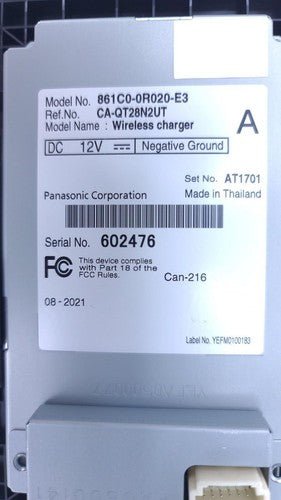 Model No. 861C0-0R020-E3
Ref.No. CA-QT28N2UT
Model Name : Wireless charger
A
DC 12V ⎓ Negative Ground
Set No. AT1701
Panasonic Corporation Made in Thailand
Serial No. 602476
FC This device complies
with Part 18 of the
FCC Rules.
Can-216
08 - 2021
Label No. YEFM0100183